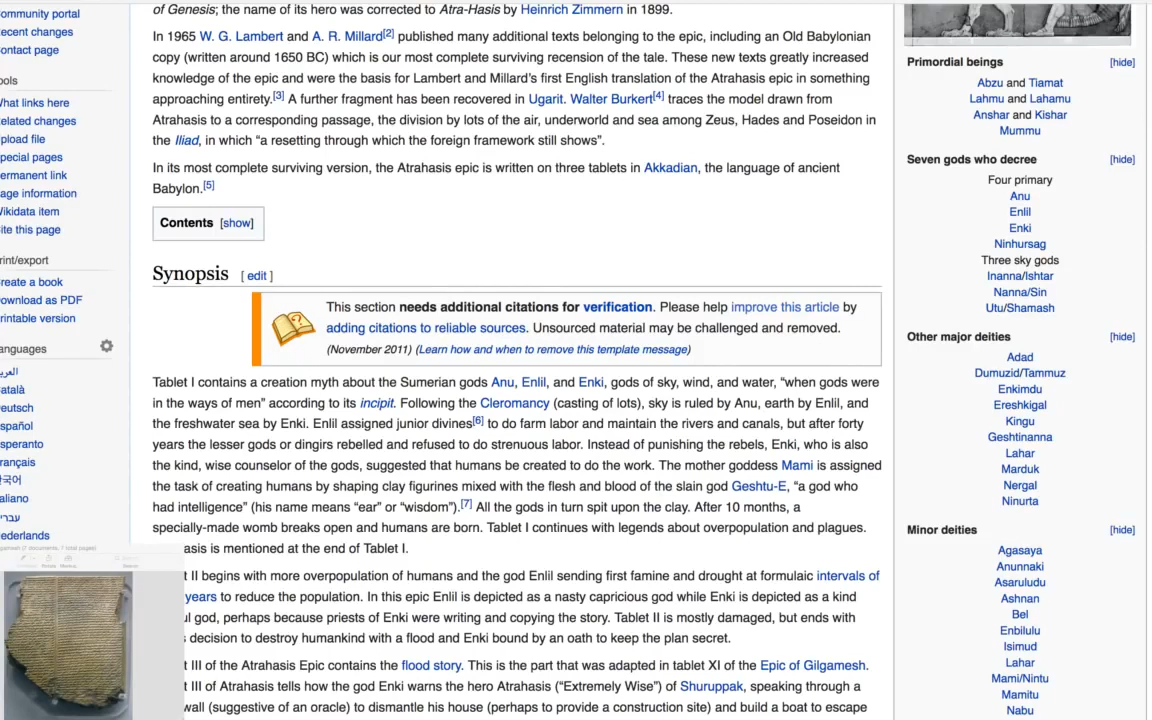 of Genesis; the name of its hero was corrected to Atra-Hasis by Heinrich Zimmern in 1899.
In 1965 W. G. Lambert and A. R. Millard[2] published many additional texts belonging to the epic, including an Old Babylonian
copy (written around 1650 BC) which is our most complete surviving recension of the tale. These new texts greatly increased
knowledge of the epic and were the basis for Lambert and Millard's first English translation of the Atrahasis epic in something
approaching entirety.[3] A further fragment has been recovered in Ugarit. Walter Burkert[4] traces the model drawn from
Atrahasis to a corresponding passage, the division by lots of the air, underworld and sea among Zeus, Hades and Poseidon in
the Iliad, in which “a resetting through which the foreign framework still shows”.
In its most complete surviving version, the Atrahasis epic is written on three tablets in Akkadian, the language of ancient
Babylon.[5]
Contents [show]
Synopsis [ edit ]
This section needs additional citations for verification. Please help improve this article by
adding citations to reliable sources. Unsourced material may be challenged and removed.
(November 2011) (Learn how and when to remove this template message)
Tablet I contains a creation myth about the Sumerian gods Anu, Enlil, and Enki, gods of sky, wind, and water, “when gods were
in the ways of men” according to its incipit. Following the Cleromancy (casting of lots), sky is ruled by Anu, earth by Enlil, and
the freshwater sea by Enki. Enlil assigned junior divines[6] to do farm labor and maintain the rivers and canals, but after forty
years the lesser gods or dingirs rebelled and refused to do strenuous labor. Instead of punishing the rebels, Enki, who is also
the kind, wise counselor of the gods, suggested that humans be created to do the work. The mother goddess Mami is assigned
the task of creating humans by shaping clay figurines mixed with the flesh and blood of the slain god Geshtu-E, “a god who
had intelligence” (his name means “ear” or “wisdom”).[7] All the gods in turn spit upon the clay. After 10 months, a
specially-made womb breaks open and humans are born. Tablet I continues with legends about overpopulation and plagues.
asis is mentioned at the end of Tablet I.
t II begins with more overpopulation of humans and the god Enlil sending first famine and drought at formulaic intervals of
years to reduce the population. In this epic Enlil is depicted as a nasty capricious god while Enki is depicted as a kind
ul god, perhaps because priests of Enki were writing and copying the story. Tablet II is mostly damaged, but ends with
decision to destroy humankind with a flood and Enki bound by an oath to keep the plan secret.
t III of the Atrahasis Epic contains the flood story. This is the part that was adapted in tablet XI of the Epic of Gilgamesh.
t III of Atrahasis tells how the god Enki warns the hero Atrahasis (“Extremely Wise”) of Shuruppak, speaking through a
wall (suggestive of an oracle) to dismantle his house (perhaps to provide a construction site) and build a boat to escape
ommunity portal
ecent changes
ontact page
ools
hat links here
elated changes
pload file
pecial pages
ermanent link
age information
Wikidata item
ite this page
rint/export
reate a book
ownload as PDF
rintable version
anguages
العربية
atalà
eutsch
spañol
speranto
rançais
한국어
aliano
עברית
ederlands
Primordial beings [hide]
Abzu and Tiamat
Lahmu and Lahamu
Anshar and Kishar
Mummu
Seven gods who decree [hide]
Four primary
Anu
Enlil
Enki
Ninhursag
Three sky gods
Inanna/Ishtar
Nanna/Sin
Utu/Shamash
Other major deities [hide]
Adad
Dumuzid/Tammuz
Enkimdu
Ereshkigal
Kingu
Geshtinanna
Lahar
Marduk
Nergal
Ninurta
Minor deities [hide]
Agasaya
Anunnaki
Asaruludu
Ashnan
Bel
Enbilulu
Isimud
Lahar
Mami/Nintu
Mamitu
Nabu